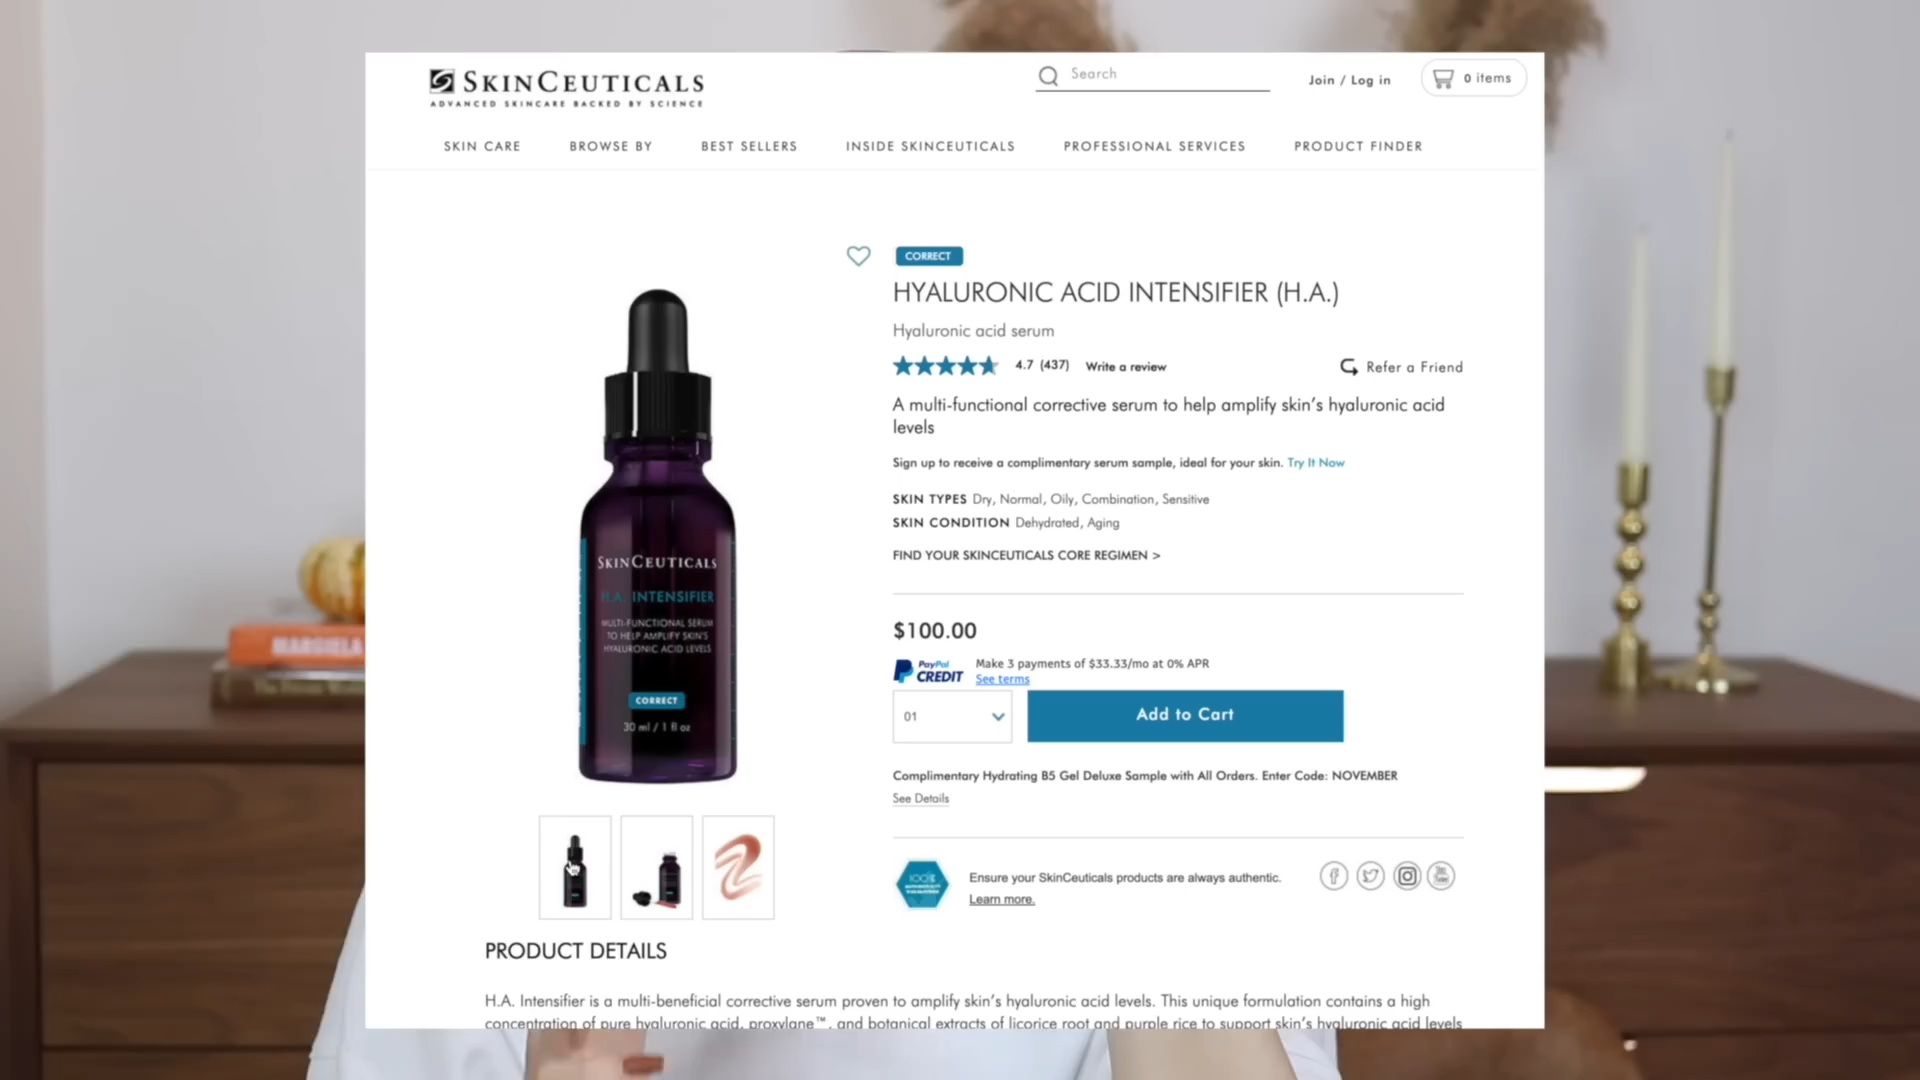 SKINCEUTICALS
ADVANCED SKINCARE BACKED BY SCIENCE
Search
Join / Log in
0 items
SKIN CARE
BROWSE BY
BEST SELLERS
INSIDE SKINCEUTICALS
PROFESSIONAL SERVICES
PRODUCT FINDER
CORRECT
HYALURONIC ACID INTENSIFIER (H.A.)
Hyaluronic acid serum
4.7 (437) Write a review
Refer a Friend
A multi-functional corrective serum to help amplify skin's hyaluronic acid
levels
Sign up to receive a complimentary serum sample, ideal for your skin. Try It Now
SKIN TYPES Dry, Normal, Oily, Combination, Sensitive
SKIN CONDITION Dehydrated, Aging
FIND YOUR SKINCEUTICALS CORE REGIMEN >
$100.00
PayPal
CREDIT
Make 3 payments of $33.33/mo at 0% APR
See terms
01
Add to Cart
Complimentary Hydrating B5 Gel Deluxe Sample with All Orders. Enter Code: NOVEMBER
See Details
Ensure your SkinCeuticals products are always authentic.
Learn more.
SKINCEUTICALS
H.A. INTENSIFIER
MULTI-FUNCTIONAL SERUM
TO HELP AMPLIFY SKIN'S
HYALURONIC ACID LEVELS
CORRECT
30 ml / 1 fl oz
MARGIELA
PRODUCT DETAILS
H.A. Intensifier is a multi-beneficial corrective serum proven to amplify skin's hyaluronic acid levels. This unique formulation contains a high
concentration of pure hyaluronic acid, proxylane™, and botanical extracts of licorice root and purple rice to support skin's hyaluronic acid levels